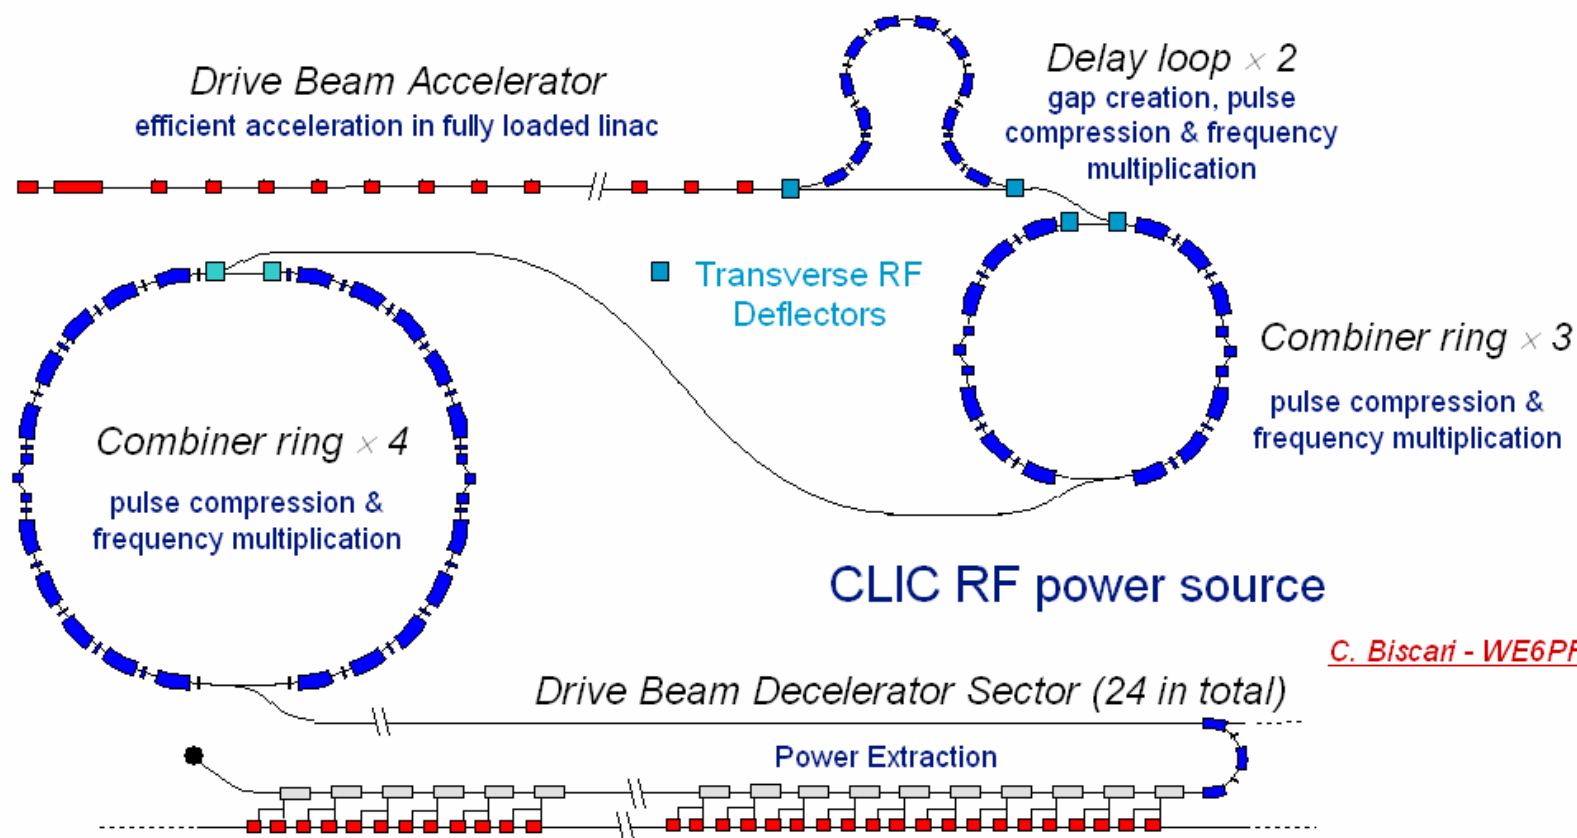 Drive Beam Accelerator
efficient acceleration in fully loaded linac
Delay loop × 2
gap creation, pulse
compression & frequency
multiplication
Transverse RF
Deflectors
Combiner ring × 3
pulse compression &
frequency multiplication
Combiner ring × 4
pulse compression &
frequency multiplication
CLIC RF power source
C. Biscari - WE6PF
Drive Beam Decelerator Sector (24 in total)
Power Extraction